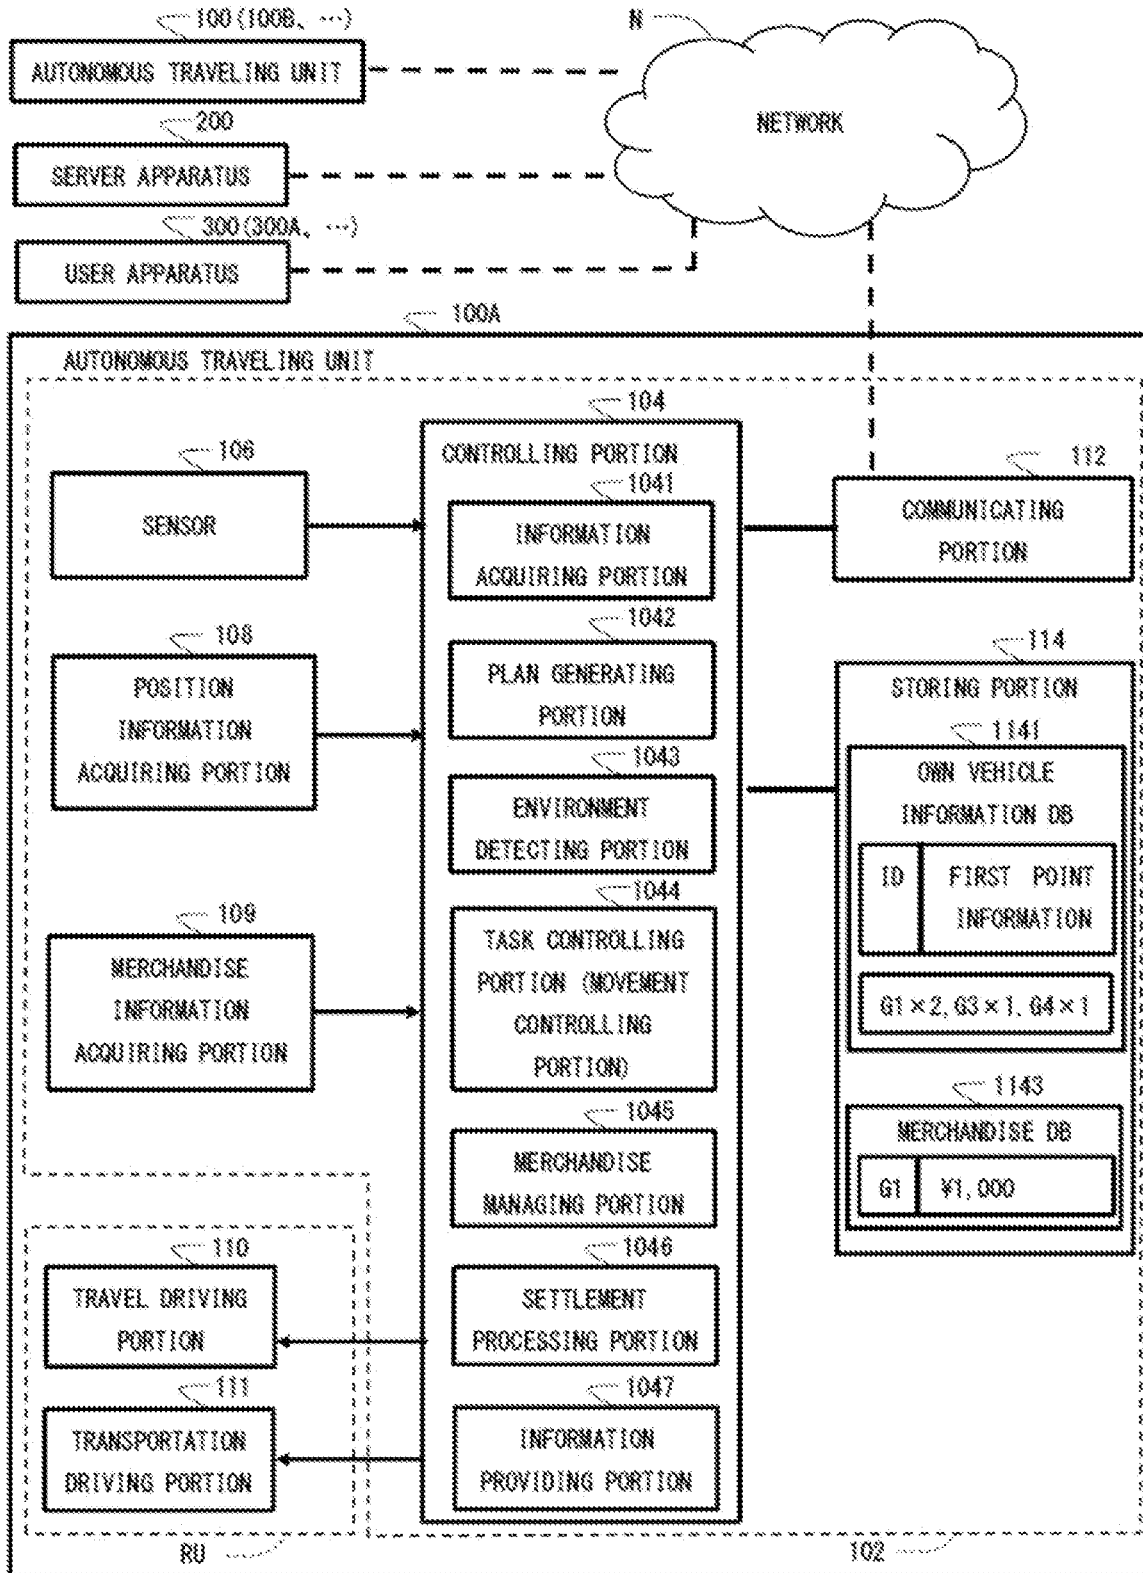 100(100B、…)
AUTONOMOUS TRAVELING UNIT
N
NETWORK
200
SERVER APPARATUS
300(300A、…)
USER APPARATUS
100A
AUTONOMOUS TRAVELING UNIT
106
SENSOR
108
POSITION
INFORMATION
ACQUIRING PORTION
109
MERCHANDISE
INFORMATION
ACQUIRING PORTION
110
TRAVEL DRIVING
PORTION
111
TRANSPORTATION
DRIVING PORTION
RU
104
CONTROLLING PORTION
1041
INFORMATION
ACQUIRING PORTION
1042
PLAN GENERATING
PORTION
1043
ENVIRONMENT
DETECTING PORTION
1044
TASK CONTROLLING
PORTION (MOVEMENT
CONTROLLING
PORTION)
1045
MERCHANDISE
MANAGING PORTION
1046
SETTLEMENT
PROCESSING PORTION
1047
INFORMATION
PROVIDING PORTION
112
COMMUNICATING
PORTION
114
STORING PORTION
1141
OWN VEHICLE
INFORMATION DB
ID
FIRST POINT
INFORMATION
G1×2,G3×1,G4×1
1143
MERCHANDISE DB
G1
¥1,000
102